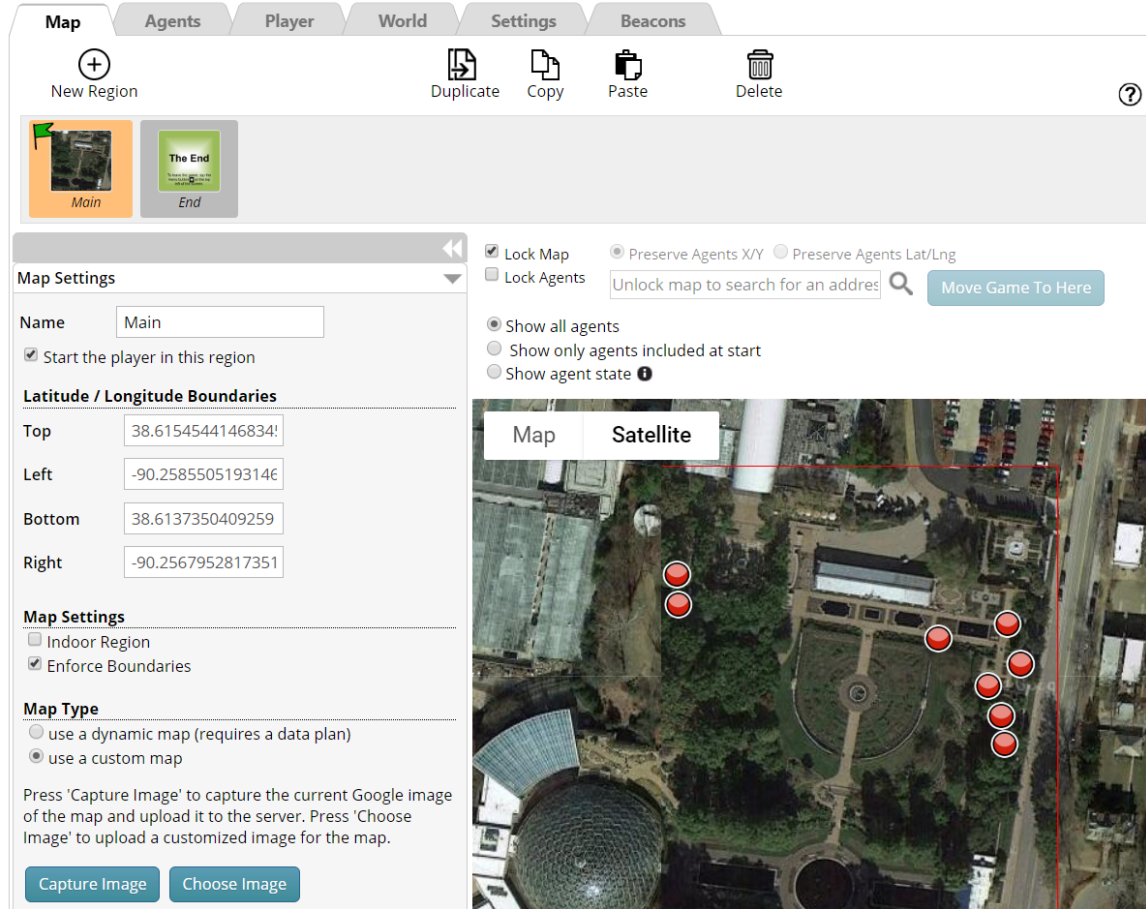 Map Agents Player World Settings Beacons
New Region Duplicate Copy Paste Delete
The End
Main End
Map Settings
Name Main
Start the player in this region
Latitude / Longitude Boundaries
Top 38.6154544146834
Left -90.2585505193146
Bottom 38.6137350409259
Right -90.2567952817351
Map Settings
Indoor Region
Enforce Boundaries
Map Type
use a dynamic map (requires a data plan)
use a custom map
Press 'Capture Image' to capture the current Google image
of the map and upload it to the server. Press 'Choose
Image' to upload a customized image for the map.
Capture Image Choose Image
Lock Map Preserve Agents X/Y Preserve Agents Lat/Lng
Lock Agents Unlock map to search for an addres Move Game To Here
Show all agents
Show only agents included at start
Show agent state
Map Satellite